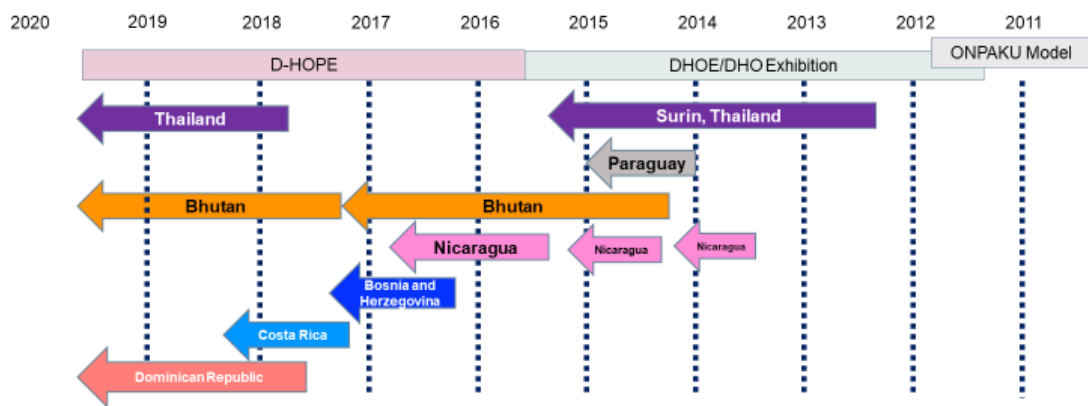 2020 2019 2018 2017 2016 2015 2014 2013 2012 2011
ONPAKU Model
D-HOPE DHOE/DHO Exhibition
Thailand Surin, Thailand
Paraguay
Bhutan Bhutan
Nicaragua Nicaragua Nicaragua
Bosnia and
Herzegovina
Costa Rica
Dominican Republic